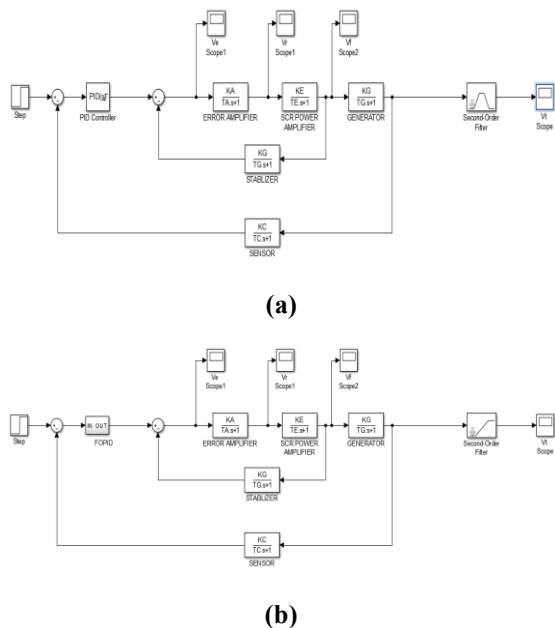 Ve
Scope1
Vr
Scope1
Vf
Scope2
Step
PID(s)
PID Controller
KA
TA.s+1
ERROR AMPLIFIER
KE
TE.s+1
SCR POWER
AMPLIFIER
KG
TG.s+1
GENERATOR
Second-Order
Filter
Vt
Scope
KG
TG.s+1
STABLIZER
KC
TC.s+1
SENSOR
(a)
Ve
Scope1
Vr
Scope1
Vf
Scope2
Step
IN OUT
FOPID
KA
TA.s+1
ERROR AMPLIFIER
KE
TE.s+1
SCR POWER
AMPLIFIER
KG
TG.s+1
GENERATOR
Second-Order
Filter
Vt
Scope
KG
TG.s+1
STABLIZER
KC
TC.s+1
SENSOR
(b)